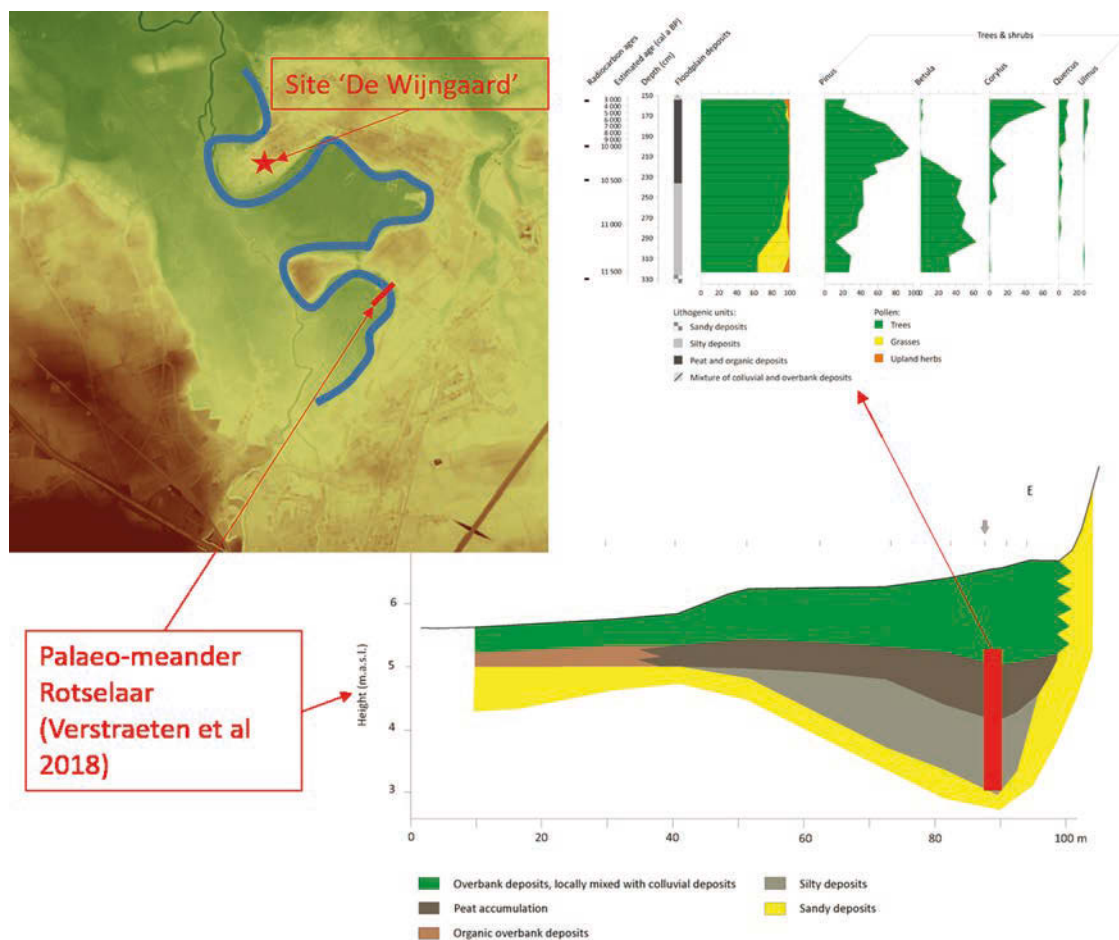 Site ‘De Wijngaard’
Palaeo-meander
Rotselaar
(Verstraeten et al
2018)
Radiocarbon ages
Estimated age (cal a BP)
Depth (cm)
Floodplain deposits
Trees & shrubs
Pinus
Betula
Corylus
Quercus
Ulmus
3 000
4 000
5 000
6 000
7 000
8 000
9 000
10 000
10 500
11 000
11 500
150
170
190
210
230
250
270
290
310
330
0 20 40 60 80 100
0 20 40 60 80 100
0 20 40 60
0 20 40 60
0 20
0
Lithogenic units:
Sandy deposits
Silty deposits
Peat and organic deposits
Mixture of colluvial and overbank deposits
Pollen:
Trees
Grasses
Upland herbs
E
Height (m.a.s.l.)
6
5
4
3
0 20 40 60 80 100 m
Overbank deposits, locally mixed with colluvial deposits
Peat accumulation
Organic overbank deposits
Silty deposits
Sandy deposits